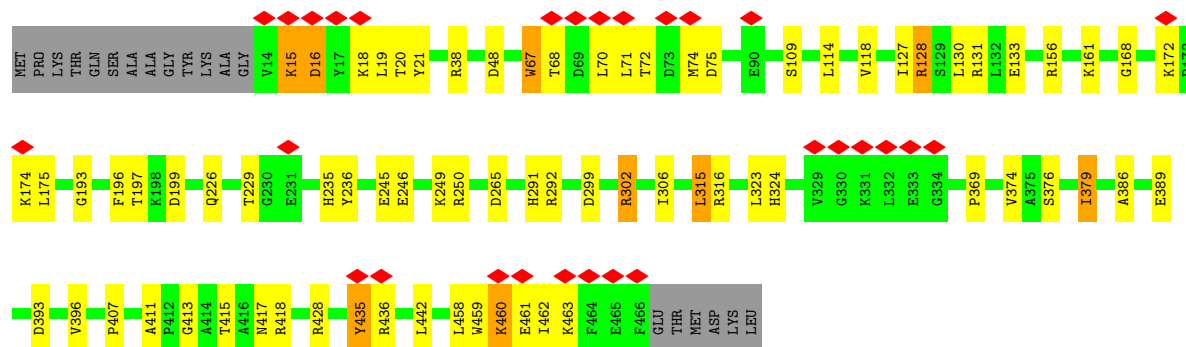 MET PRO LYS THR GLN SER ALA ALA GLY TYR LYS ALA GLY V14 K15 D16 Y17 K18 L19 T20 Y21 R38 D48 W67 T68 D69 L70 L71 T72 D73 M74 D75 E90 S109 L114 V118 I127 R128 S129 L130 R131 L132 E133 R156 K161 G168 K172
K174 L175 G193 F196 T197 K198 D199 Q226 T229 G230 E231 H235 Y236 E245 E246 K249 R250 D265 H291 R292 D299 R302 I306 L315 R316 L323 H324 V329 G330 K331 L332 E333 G334 P369 V374 A375 S376 I379 A386 E389
D393 V396 P407 A411 P412 G413 A414 T415 A416 N417 R418 R428 Y435 R436 L442 L458 W459 K460 E461 I462 K463 F464 E465 F466 GLU THR MET ASP LYS LEU